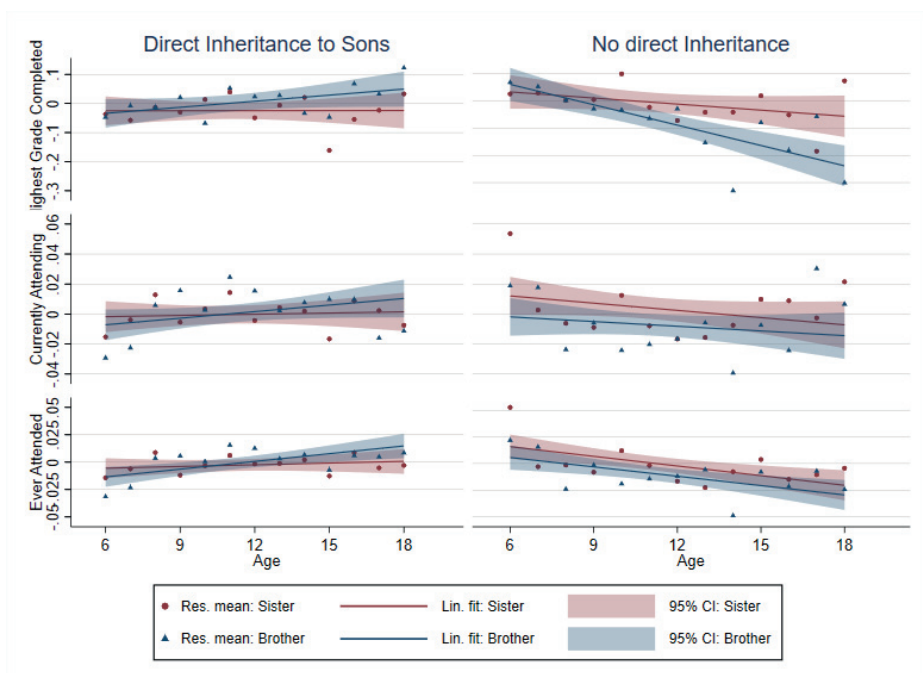 Direct Inheritance to Sons
No direct Inheritance
Highest Grade Completed
.1
0
-.1
-.2
-.3
Currently Attending
.06
.04
.02
0
-.02
-.04
Ever Attended
.05
.025
0
-.025
-.05
6 9 12 15 18
Age
6 9 12 15 18
Age
Res. mean: Sister
Lin. fit: Sister
95% CI: Sister
Res. mean: Brother
Lin. fit: Brother
95% CI: Brother